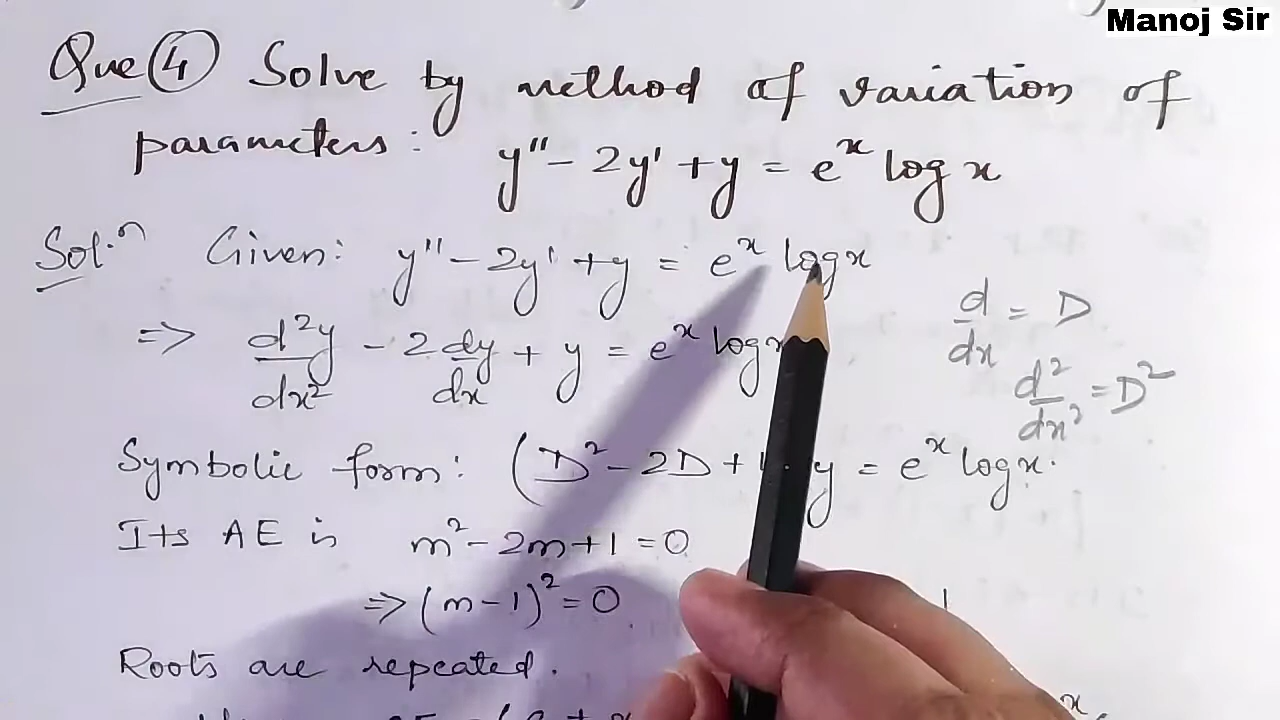 Manoj Sir
Que (4) Solve by method of variation of
parameters: y'' - 2y' + y = e^x log x
Sol.n Given: y'' - 2y' + y = e^x log x
=> d²y/dx² - 2 dy/dx + y = e^x log x
d/dx = D
d²/dx² = D²
Symbolic form: (D² - 2D + 1) y = e^x log x.
Its AE is m² - 2m + 1 = 0
=> (m - 1)² = 0
Roots are repeated.